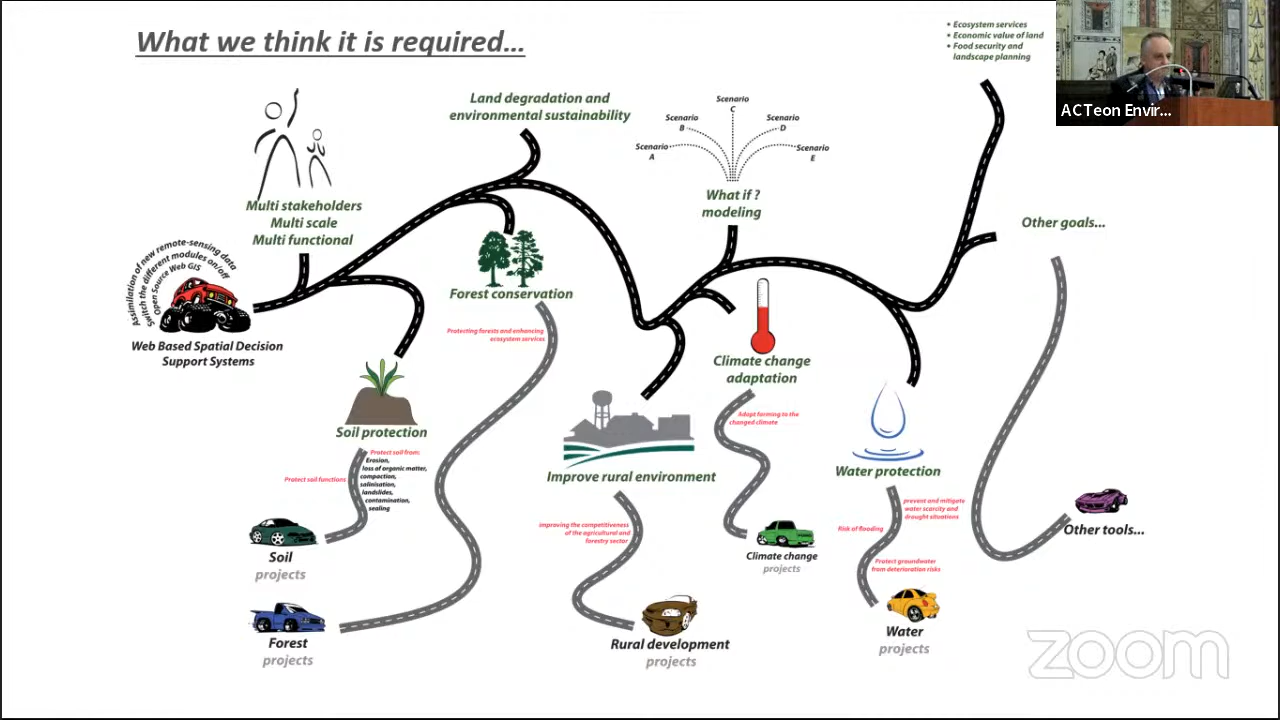 What we think it is required...
• Ecosystem services
• Economic value of land
• Food security and
landscape planning
ACTeon Envir...
Land degradation and
environmental sustainability
Scenario
A
Scenario
B
Scenario
C
Scenario
D
Scenario
E
What if ?
modeling
Multi stakeholders
Multi scale
Multi functional
Other goals...
Assimilation of new remote-sensing data
Switch the different modules on/off
Open Source Web GIS
Web Based Spatial Decision
Support Systems
Forest conservation
Protecting forests and enhancing
ecosystem services
Climate change
adaptation
Adapt farming to the
changed climate
Soil protection
Protect soil functions
Protect soil from:
Erosion,
loss of organic matter,
compaction,
salinisation,
landslides,
contamination,
sealing
Improve rural environment
Improving the competitiveness
of the agricultural and
forestry sector
Water protection
prevent and mitigate
water scarcity and
drought situations
Risk of flooding
Protect groundwater
from deterioration risks
Other tools...
Soil
projects
Climate change
projects
Forest
projects
Rural development
projects
Water
projects
zoom